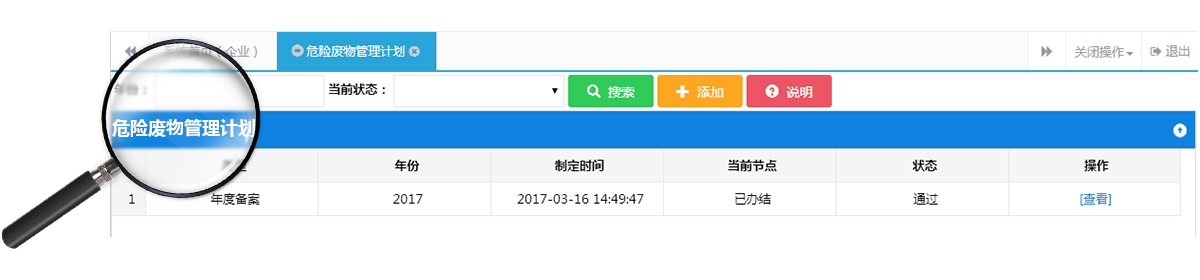 （企业） 危险废物管理计划 关闭操作 退出
年份： 当前状态： 搜索 添加 说明
危险废物管理计划
年份 制定时间 当前节点 状态 操作
1 年度备案 2017 2017-03-16 14:49:47 已办结 通过 [查看]